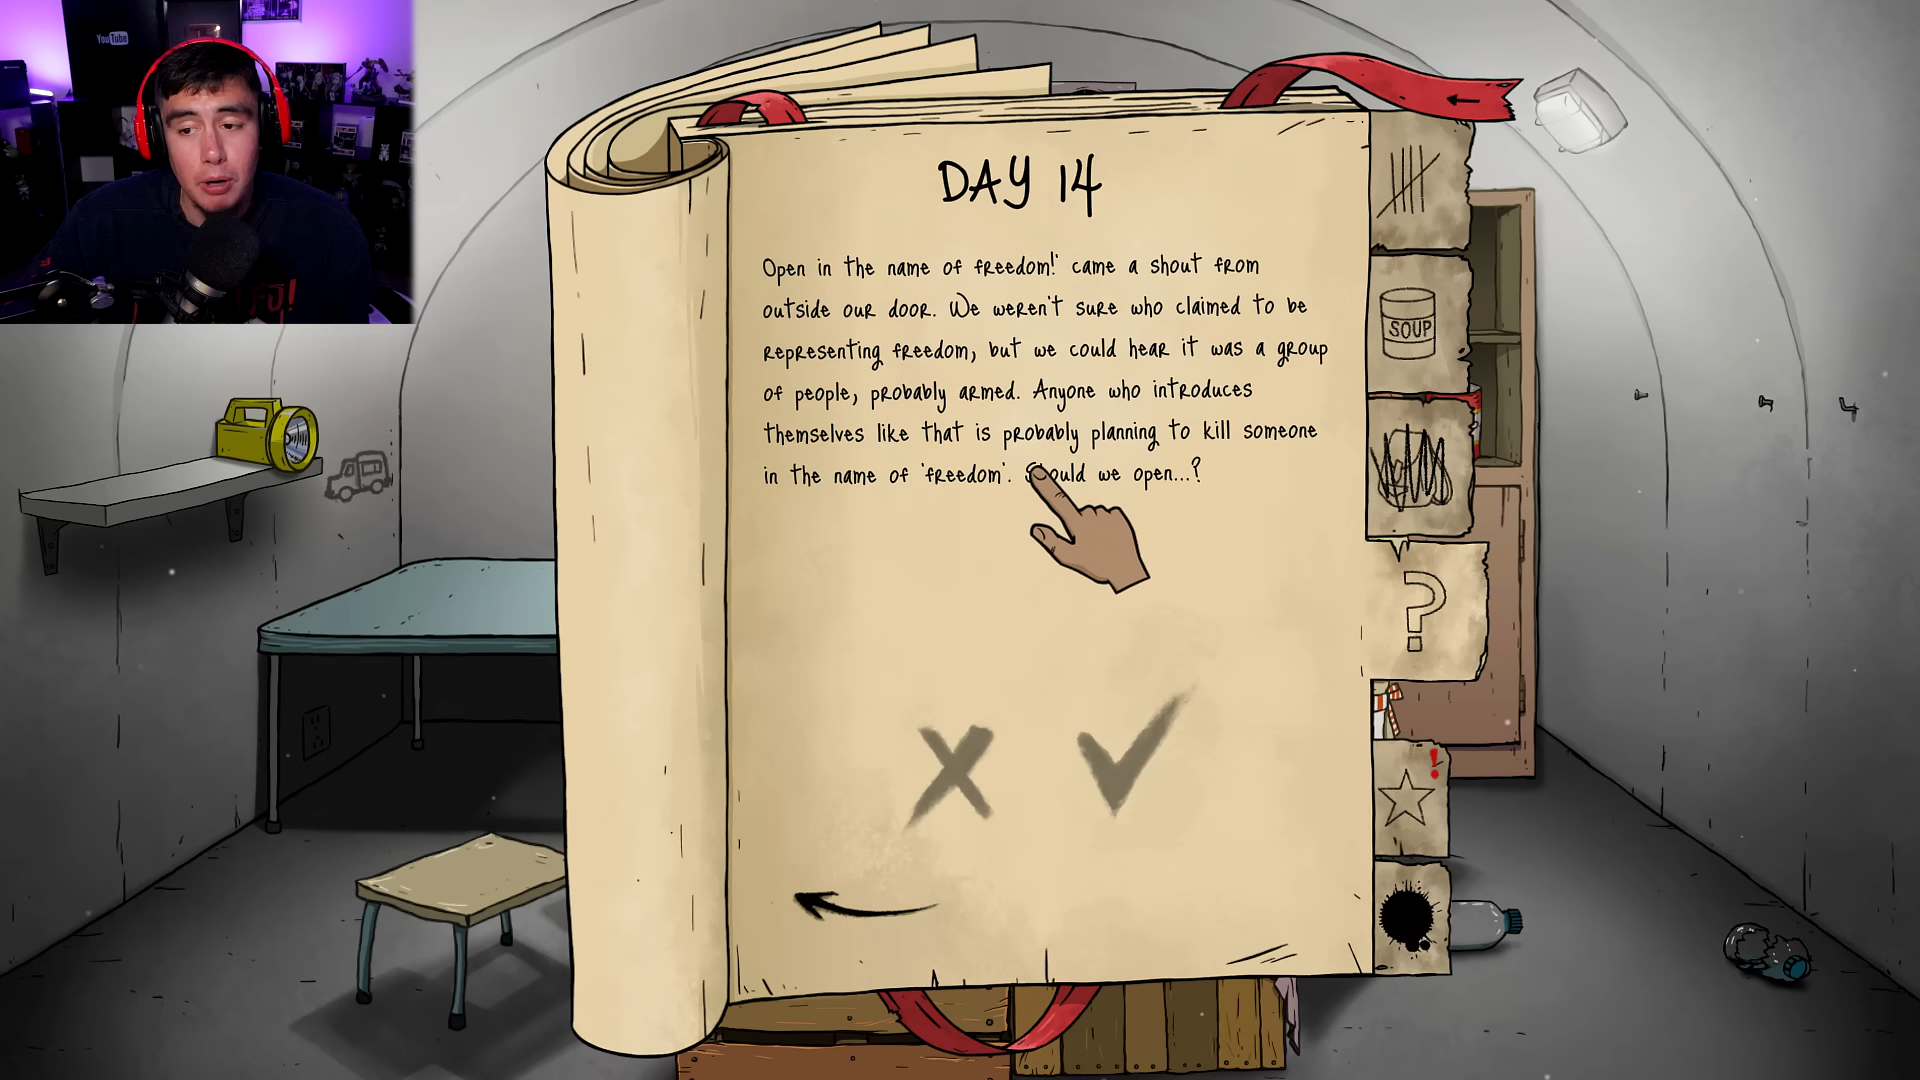 YouTube
DAY 14
Open in the name of freedom!' came a shout from
outside our door. We weren't sure who claimed to be
representing freedom, but we could hear it was a group
of people, probably armed. Anyone who introduces
themselves like that is probably planning to kill someone
in the name of 'freedom'. Should we open...?
SOUP
!
?